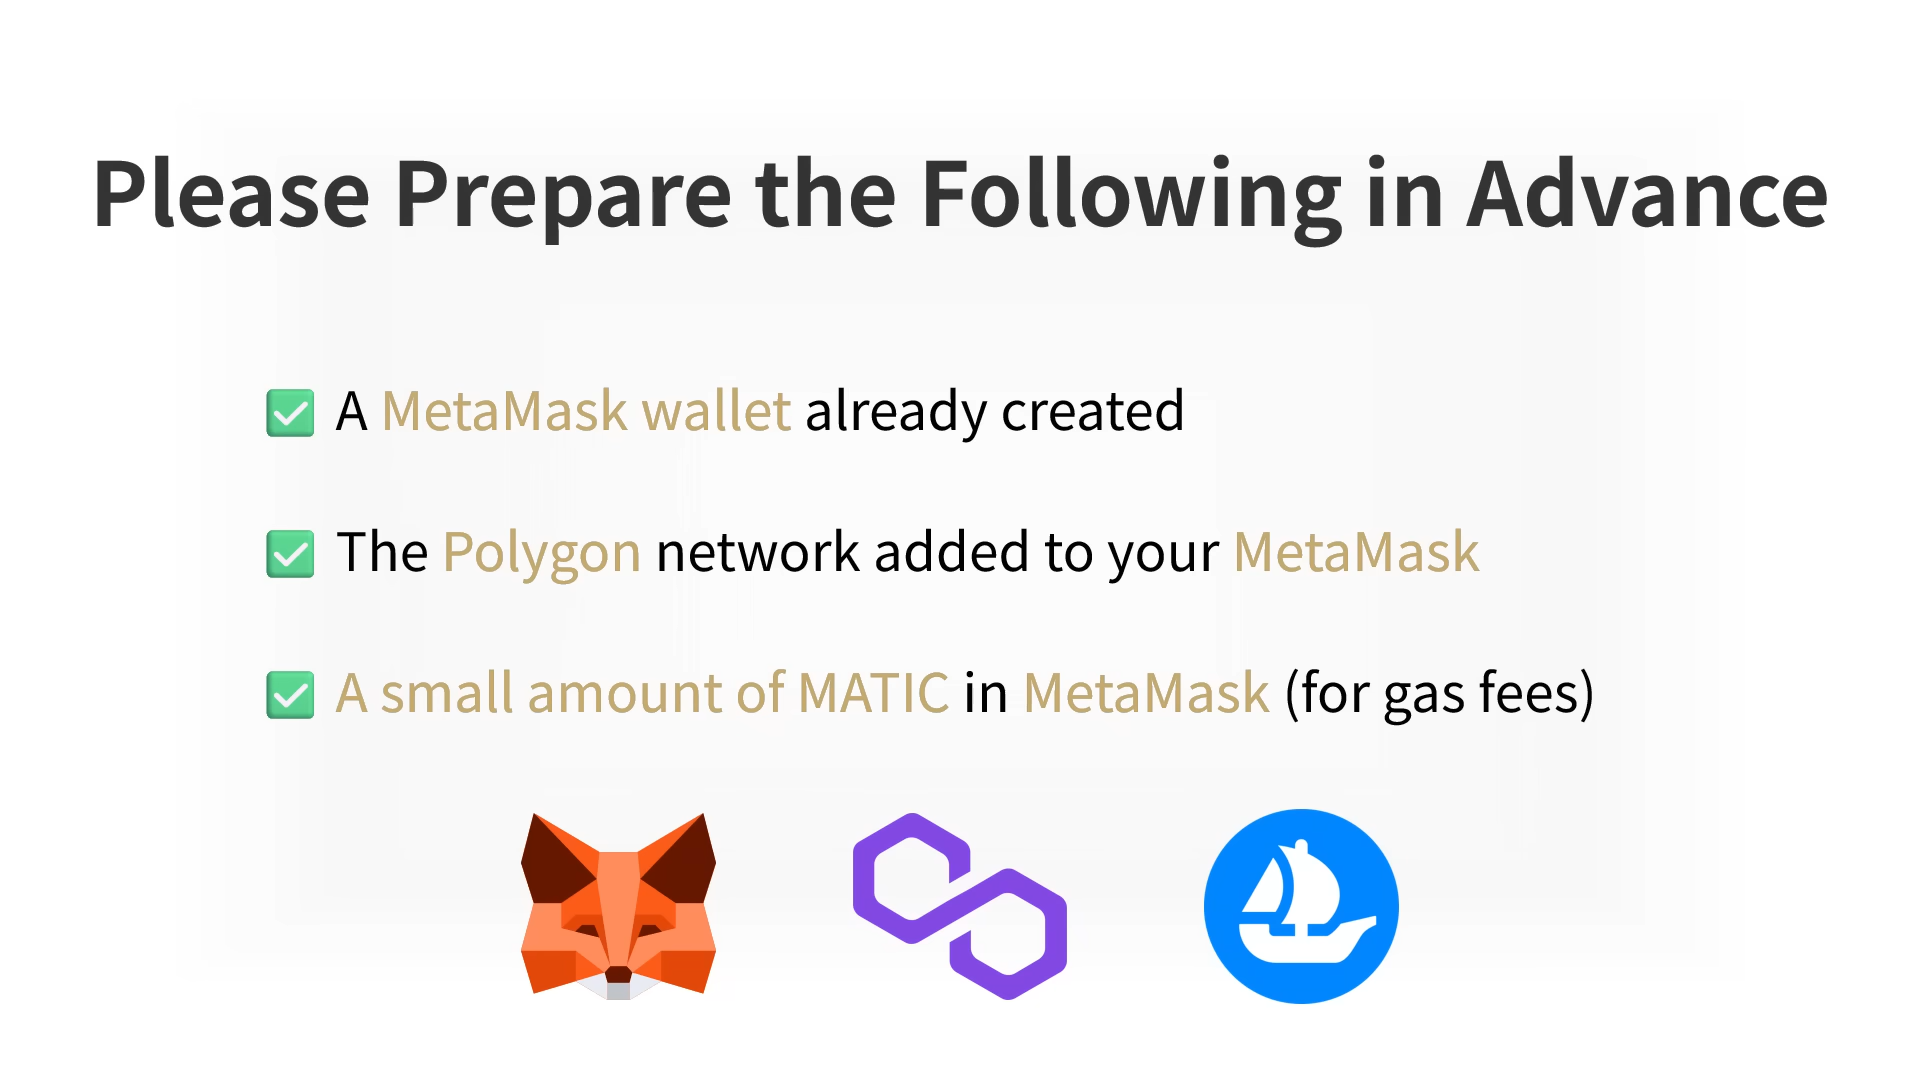 Please Prepare the Following in Advance
✅ A MetaMask wallet already created
✅ The Polygon network added to your MetaMask
✅ A small amount of MATIC in MetaMask (for gas fees)